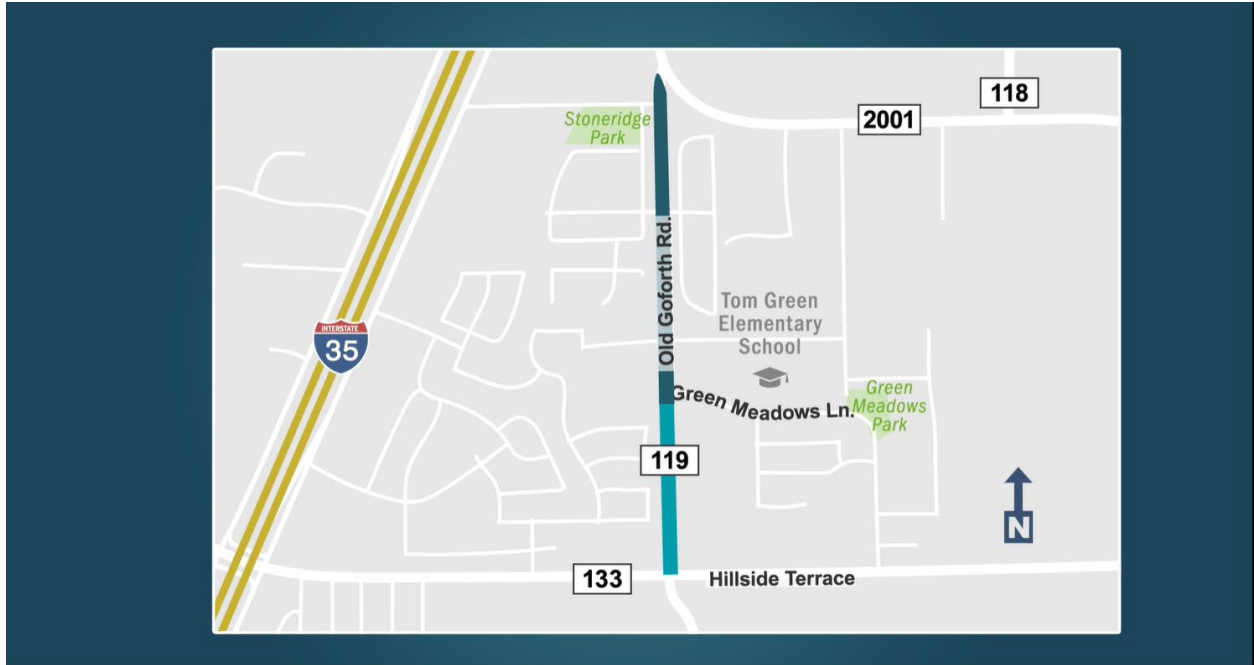 118
2001
Stoneridge
Park
Old Goforth Rd.
Tom Green
Elementary
School
INTERSTATE
35
Green Meadows Ln.
Green
Meadows
Park
119
N
133
Hillside Terrace